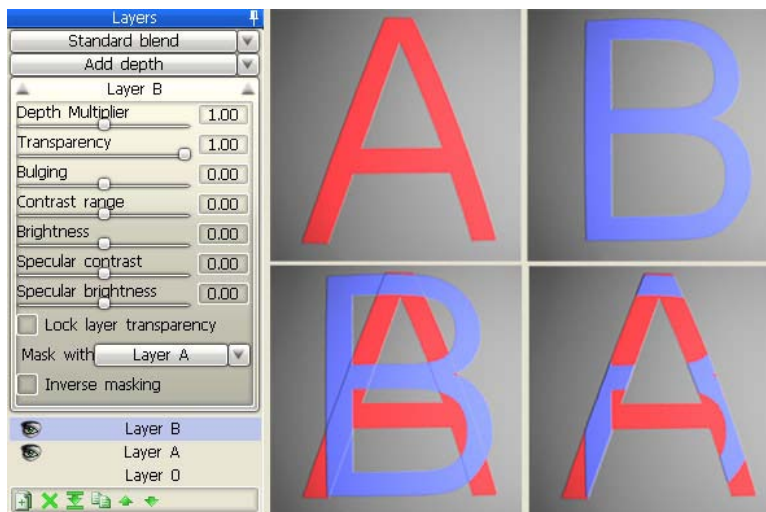 Layers
Standard blend
Add depth
Layer B
Depth Multiplier 1.00
Transparency 1.00
Bulging 0.00
Contrast range 0.00
Brightness 0.00
Specular contrast 0.00
Specular brightness 0.00
Lock layer transparency
Mask with Layer A
Inverse masking
Layer B
Layer A
Layer 0
A
B
B
A
A